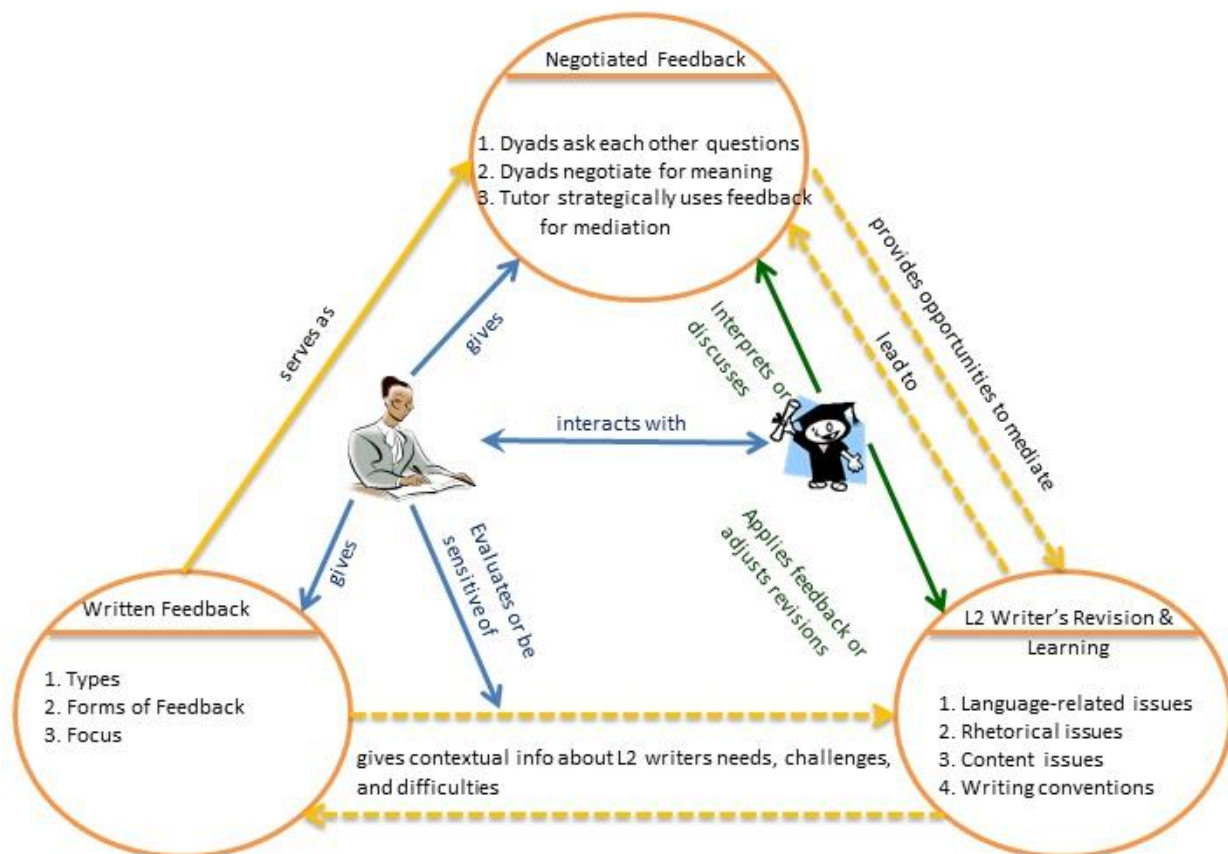 Negotiated Feedback
1. Dyads ask each other questions
2. Dyads negotiate for meaning
3. Tutor strategically uses feedback
for mediation
serves as
gives
Interprets or
discusses
lead to
provides opportunities to mediate
interacts with
gives
Evaluates or be
sensitive of
Applies feedback or
adjusts revisions
Written Feedback
1. Types
2. Forms of Feedback
3. Focus
L2 Writer’s Revision &
Learning
1. Language-related issues
2. Rhetorical issues
3. Content issues
4. Writing conventions
gives contextual info about L2 writers needs, challenges,
and difficulties